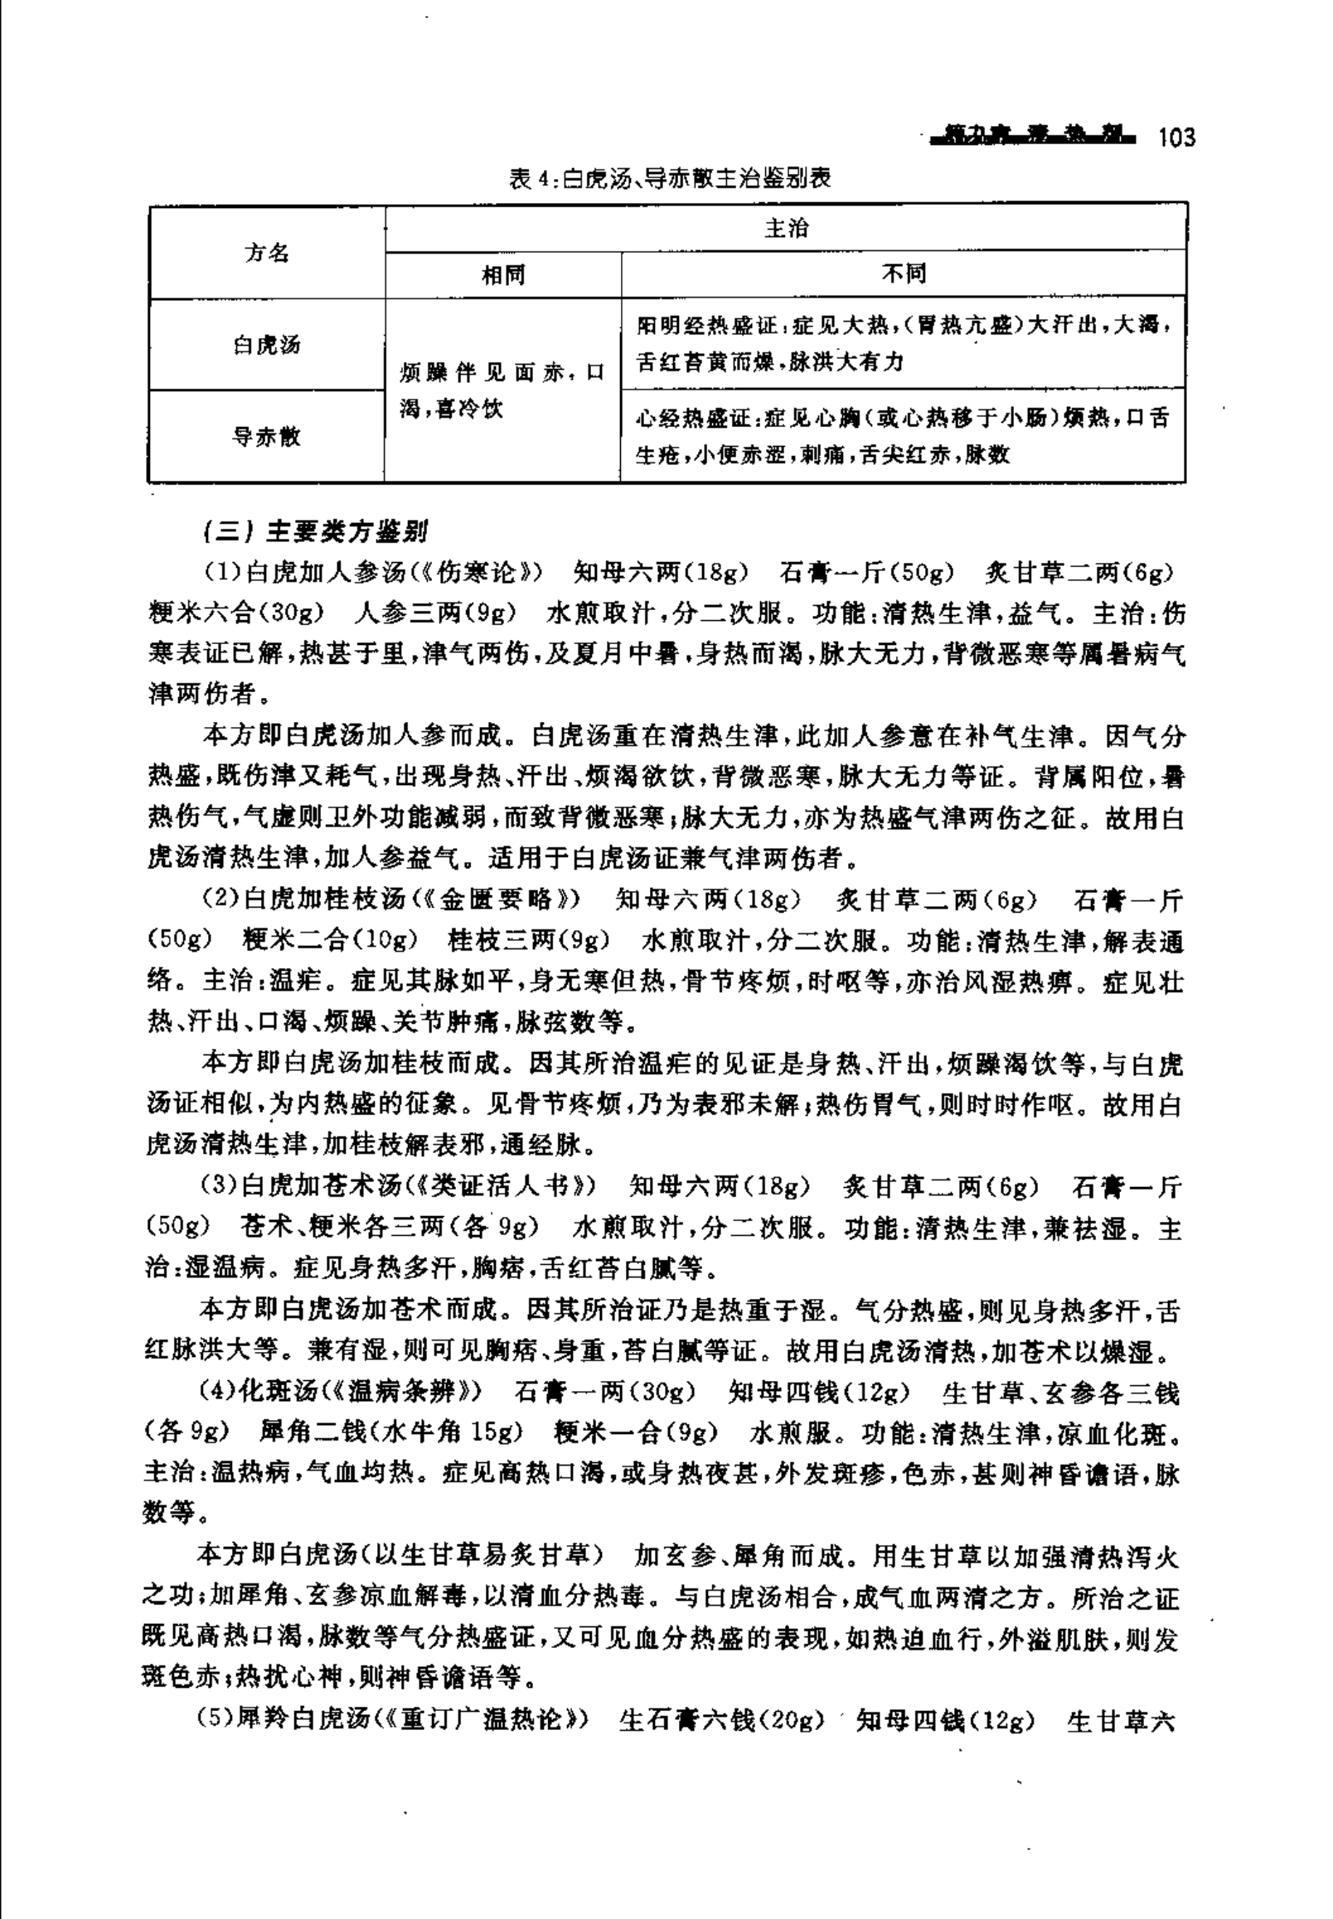 第九章 清热剂 103
表 4:白虎汤、导赤散主治鉴别表
方名
主治
相同
不同
白虎汤
烦躁伴见面赤,口
渴,喜冷饮
阳明经热盛证:症见大热,(胃热亢盛)大汗出,大渴,
舌红苔黄而燥,脉洪大有力
导赤散
心经热盛证:症见心胸(或心热移于小肠)烦热,口舌
生疮,小便赤涩,刺痛,舌尖红赤,脉数
(三)主要类方鉴别
(1)白虎加人参汤(《伤寒论》) 知母六两(18g) 石膏一斤(50g) 炙甘草二两(6g)
粳米六合(30g) 人参三两(9g) 水煎取汁,分二次服。功能:清热生津,益气。主治:伤
寒表证已解,热甚于里,津气两伤,及夏月中暑,身热而渴,脉大无力,背微恶寒等属暑病气
津两伤者。
本方即白虎汤加人参而成。白虎汤重在清热生津,此加人参意在补气生津。因气分
热盛,既伤津又耗气,出现身热、汗出、烦渴欲饮,背微恶寒,脉大无力等证。背属阳位,暑
热伤气,气虚则卫外功能减弱,而致背微恶寒;脉大无力,亦为热盛气津两伤之征。故用白
虎汤清热生津,加人参益气。适用于白虎汤证兼气津两伤者。
(2)白虎加桂枝汤(《金匮要略》) 知母六两(18g) 炙甘草二两(6g) 石膏一斤
(50g) 粳米二合(10g) 桂枝三两(9g) 水煎取汁,分二次服。功能:清热生津,解表通
络。主治:温疟。症见其脉如平,身无寒但热,骨节疼烦,时呕等,亦治风湿热痹。症见壮
热、汗出、口渴、烦躁、关节肿痛,脉弦数等。
本方即白虎汤加桂枝而成。因其所治温疟的见证是身热、汗出,烦躁渴饮等,与白虎
汤证相似,为内热盛的征象。见骨节疼烦,乃为表邪未解;热伤胃气,则时时作呕。故用白
虎汤清热生津,加桂枝解表邪,通经脉。
(3)白虎加苍术汤(《类证活人书》) 知母六两(18g) 炙甘草二两(6g) 石膏一斤
(50g) 苍术、粳米各三两(各 9g) 水煎取汁,分二次服。功能:清热生津,兼祛湿。主
治:湿温病。症见身热多汗,胸痞,舌红苔白腻等。
本方即白虎汤加苍术而成。因其所治证乃是热重于湿。气分热盛,则见身热多汗,舌
红脉洪大等。兼有湿,则可见胸痞、身重,苔白腻等证。故用白虎汤清热,加苍术以燥湿。
(4)化斑汤(《温病条辨》) 石膏一两(30g) 知母四钱(12g) 生甘草、玄参各三钱
(各 9g) 犀角二钱(水牛角 15g) 粳米一合(9g) 水煎服。功能:清热生津,凉血化斑。
主治:温热病,气血均热。症见高热口渴,或身热夜甚,外发斑疹,色赤,甚则神昏谵语,脉
数等。
本方即白虎汤(以生甘草易炙甘草) 加玄参、犀角而成。用生甘草以加强清热泻火
之功;加犀角、玄参凉血解毒,以清血分热毒。与白虎汤相合,成气血两清之方。所治之证
既见高热口渴,脉数等气分热盛证,又可见血分热盛的表现,如热迫血行,外溢肌肤,则发
斑色赤;热扰心神,则神昏谵语等。
(5)犀羚白虎汤(《重订广温热论》) 生石膏六钱(20g) 知母四钱(12g) 生甘草六